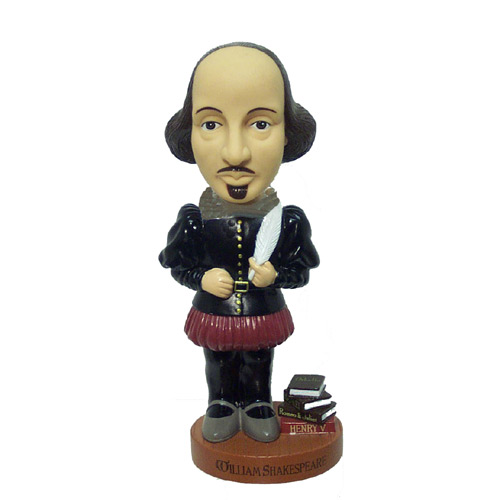 Romeo & Juliet
HENRY V
WILLIAM SHAKESPEARE